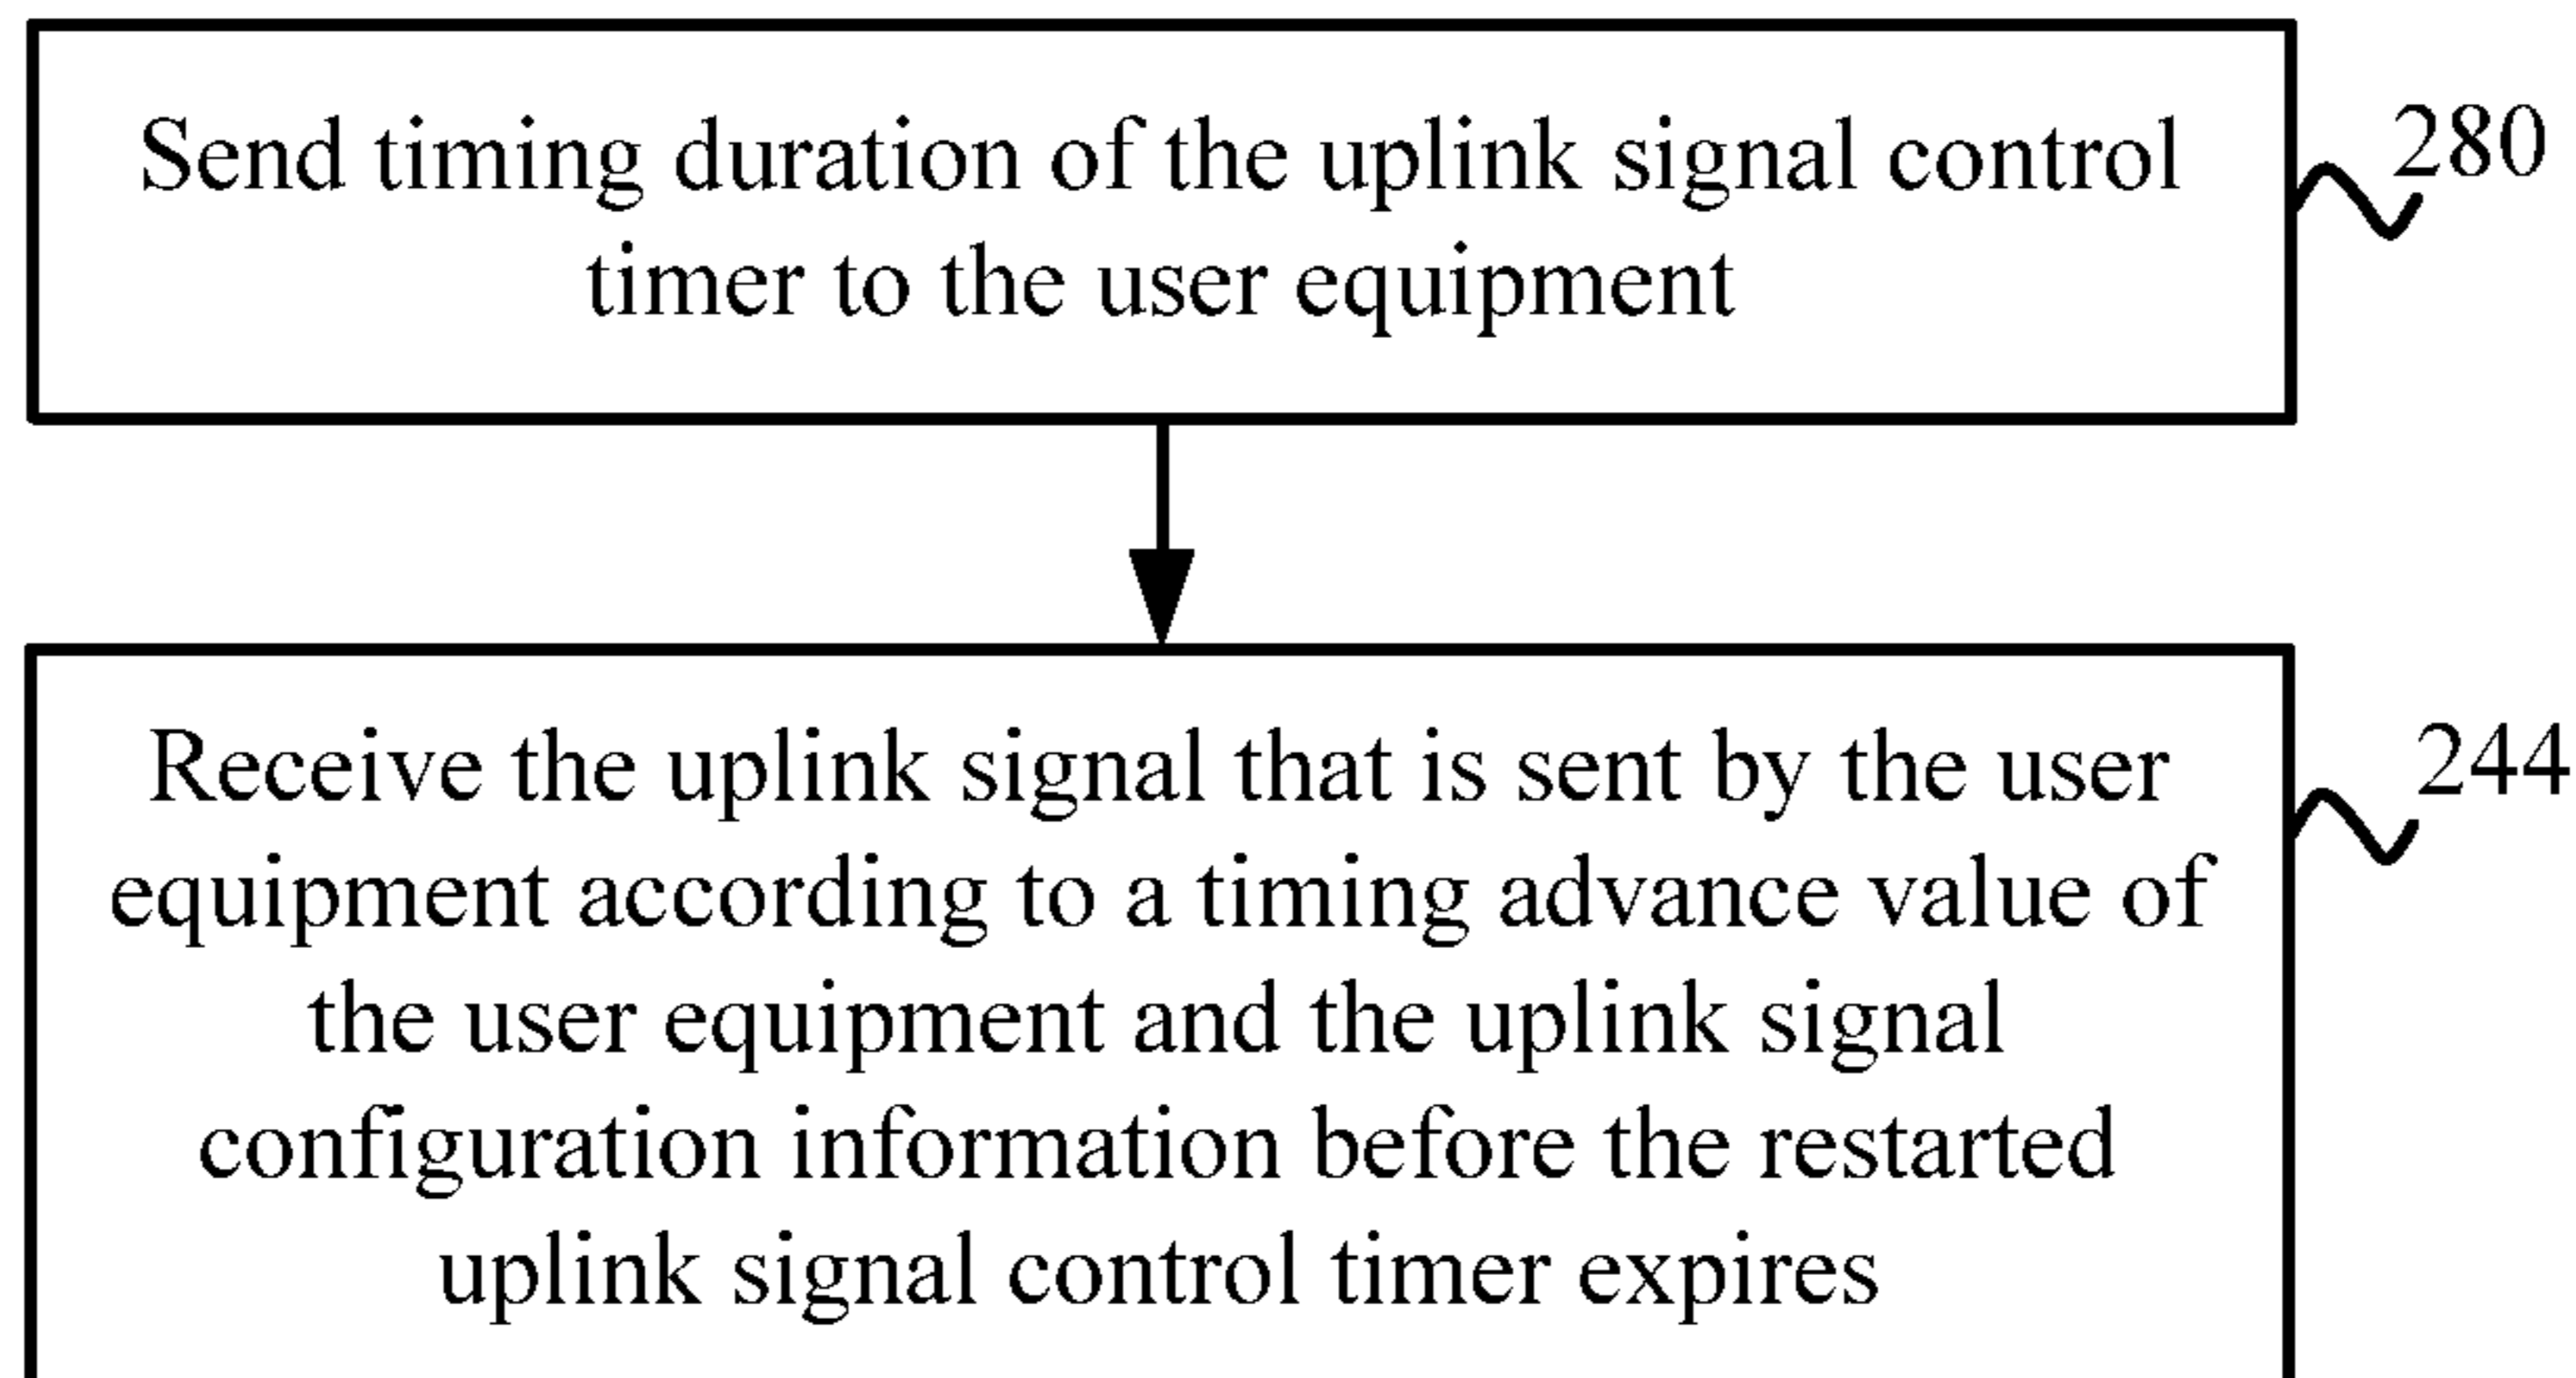 Send timing duration of the uplink signal control
timer to the user equipment
280
Receive the uplink signal that is sent by the user
equipment according to a timing advance value of
the user equipment and the uplink signal
configuration information before the restarted
uplink signal control timer expires
244